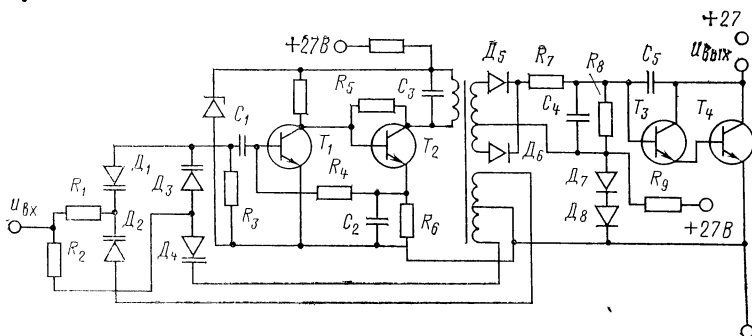 +27
+27В
Д5
R7
R8
C5
Uвых
R5
C3
C4
T3
T4
C1
T1
T2
Д6
Д1
Д3
R4
Д7
R9
R1
uвх
Д2
R3
C2
R6
Д8
R2
Д4
+27В